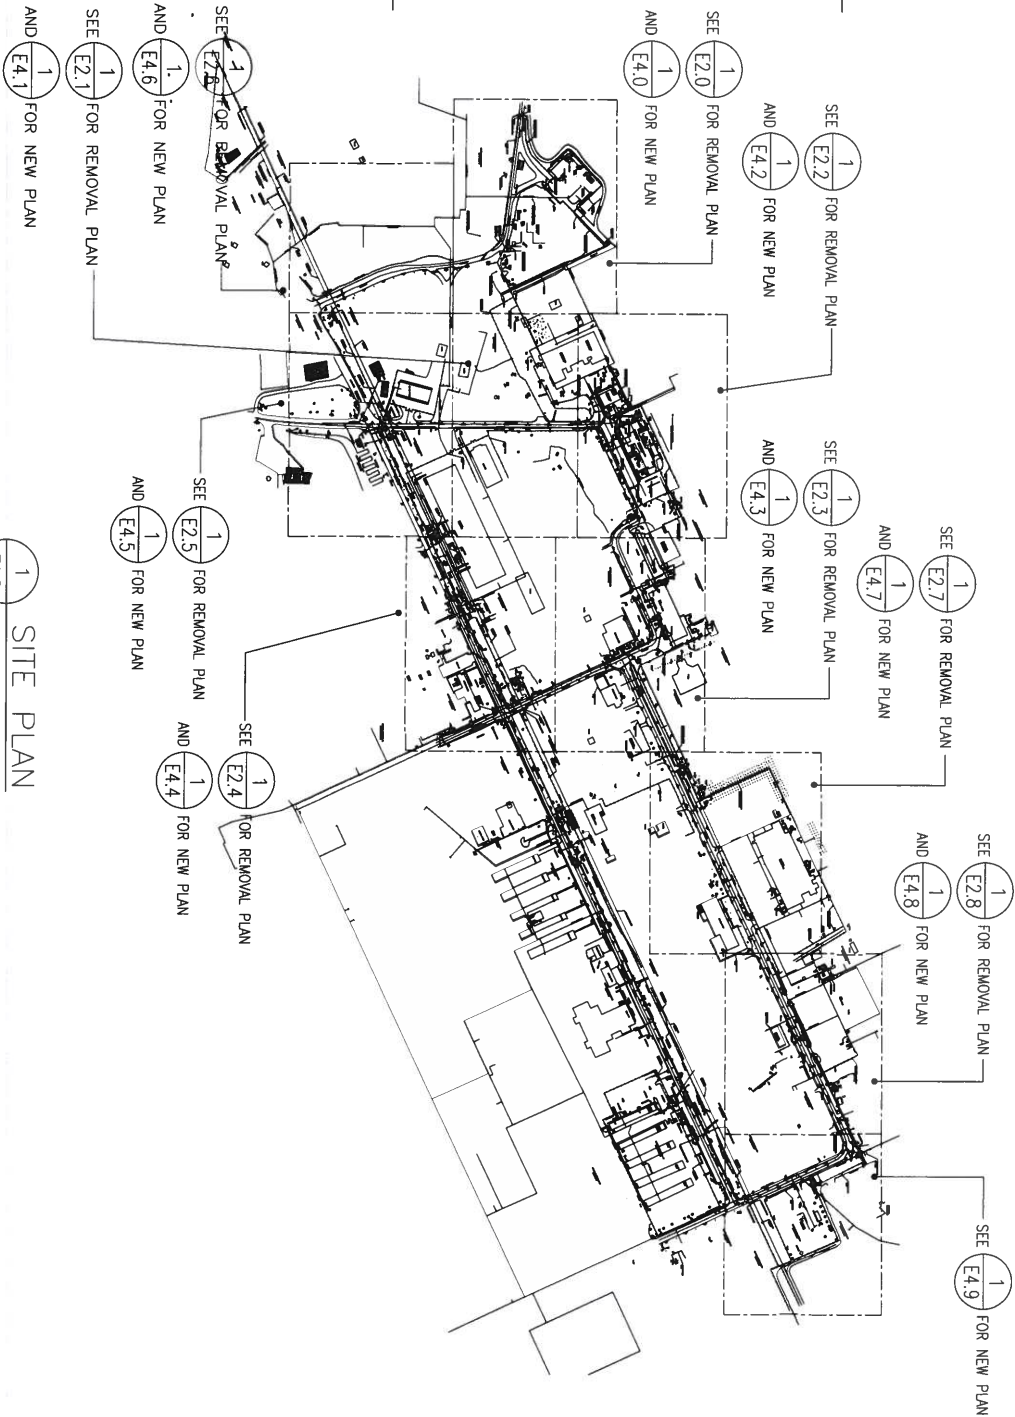 SEE 1 E2.0 FOR REMOVAL PLAN
AND 1 E4.0 FOR NEW PLAN
SEE 1 E2.2 FOR REMOVAL PLAN
AND 1 E4.2 FOR NEW PLAN
SEE 1 E2.3 FOR REMOVAL PLAN
AND 1 E4.3 FOR NEW PLAN
SEE 1 E2.7 FOR REMOVAL PLAN
AND 1 E4.7 FOR NEW PLAN
SEE 1 E2.8 FOR REMOVAL PLAN
AND 1 E4.8 FOR NEW PLAN
SEE 1 E4.9 FOR NEW PLAN
SEE 1 E2.6 FOR REMOVAL PLAN
AND 1 E4.6 FOR NEW PLAN
SEE 1 E2.1 FOR REMOVAL PLAN
AND 1 E4.1 FOR NEW PLAN
SEE 1 E2.5 FOR REMOVAL PLAN
AND 1 E4.5 FOR NEW PLAN
SEE 1 E2.4 FOR REMOVAL PLAN
AND 1 E4.4 FOR NEW PLAN
1 SITE PLAN